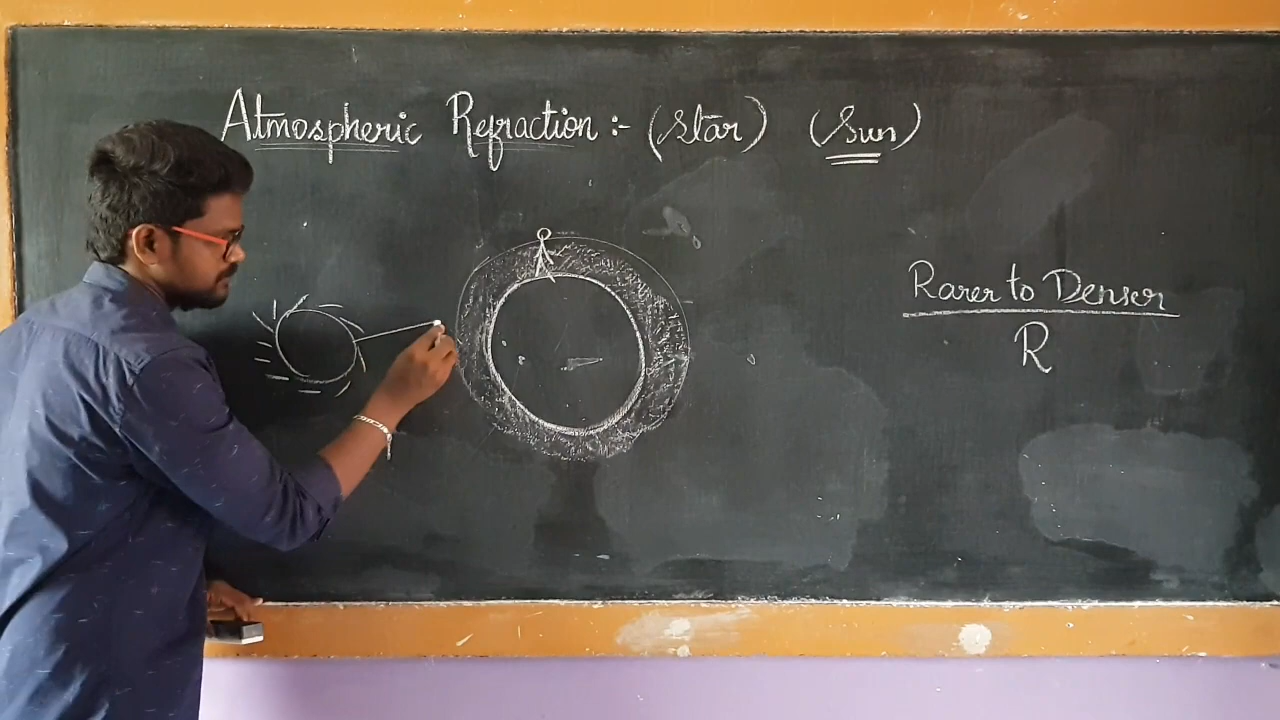 Atmospheric Refraction :- (Star) (Sun)
Rarer to Denser
R